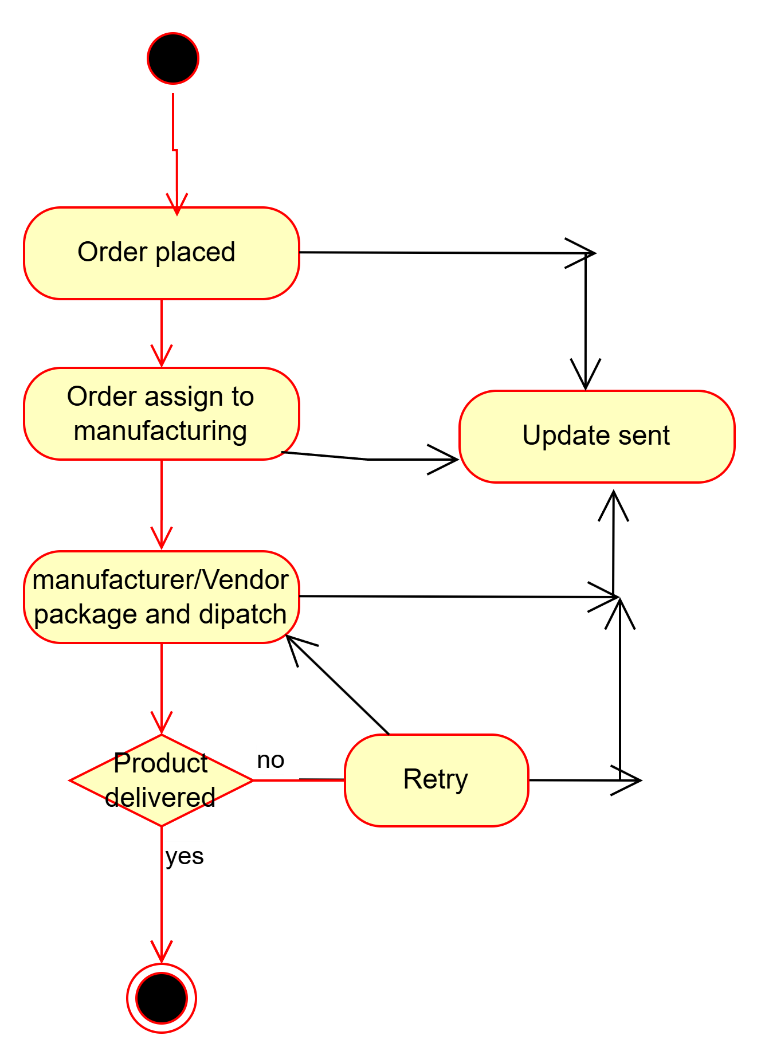 Order placed
Order assign to
manufacturing
Update sent
manufacturer/Vendor
package and dipatch
Product
delivered
no
Retry
yes